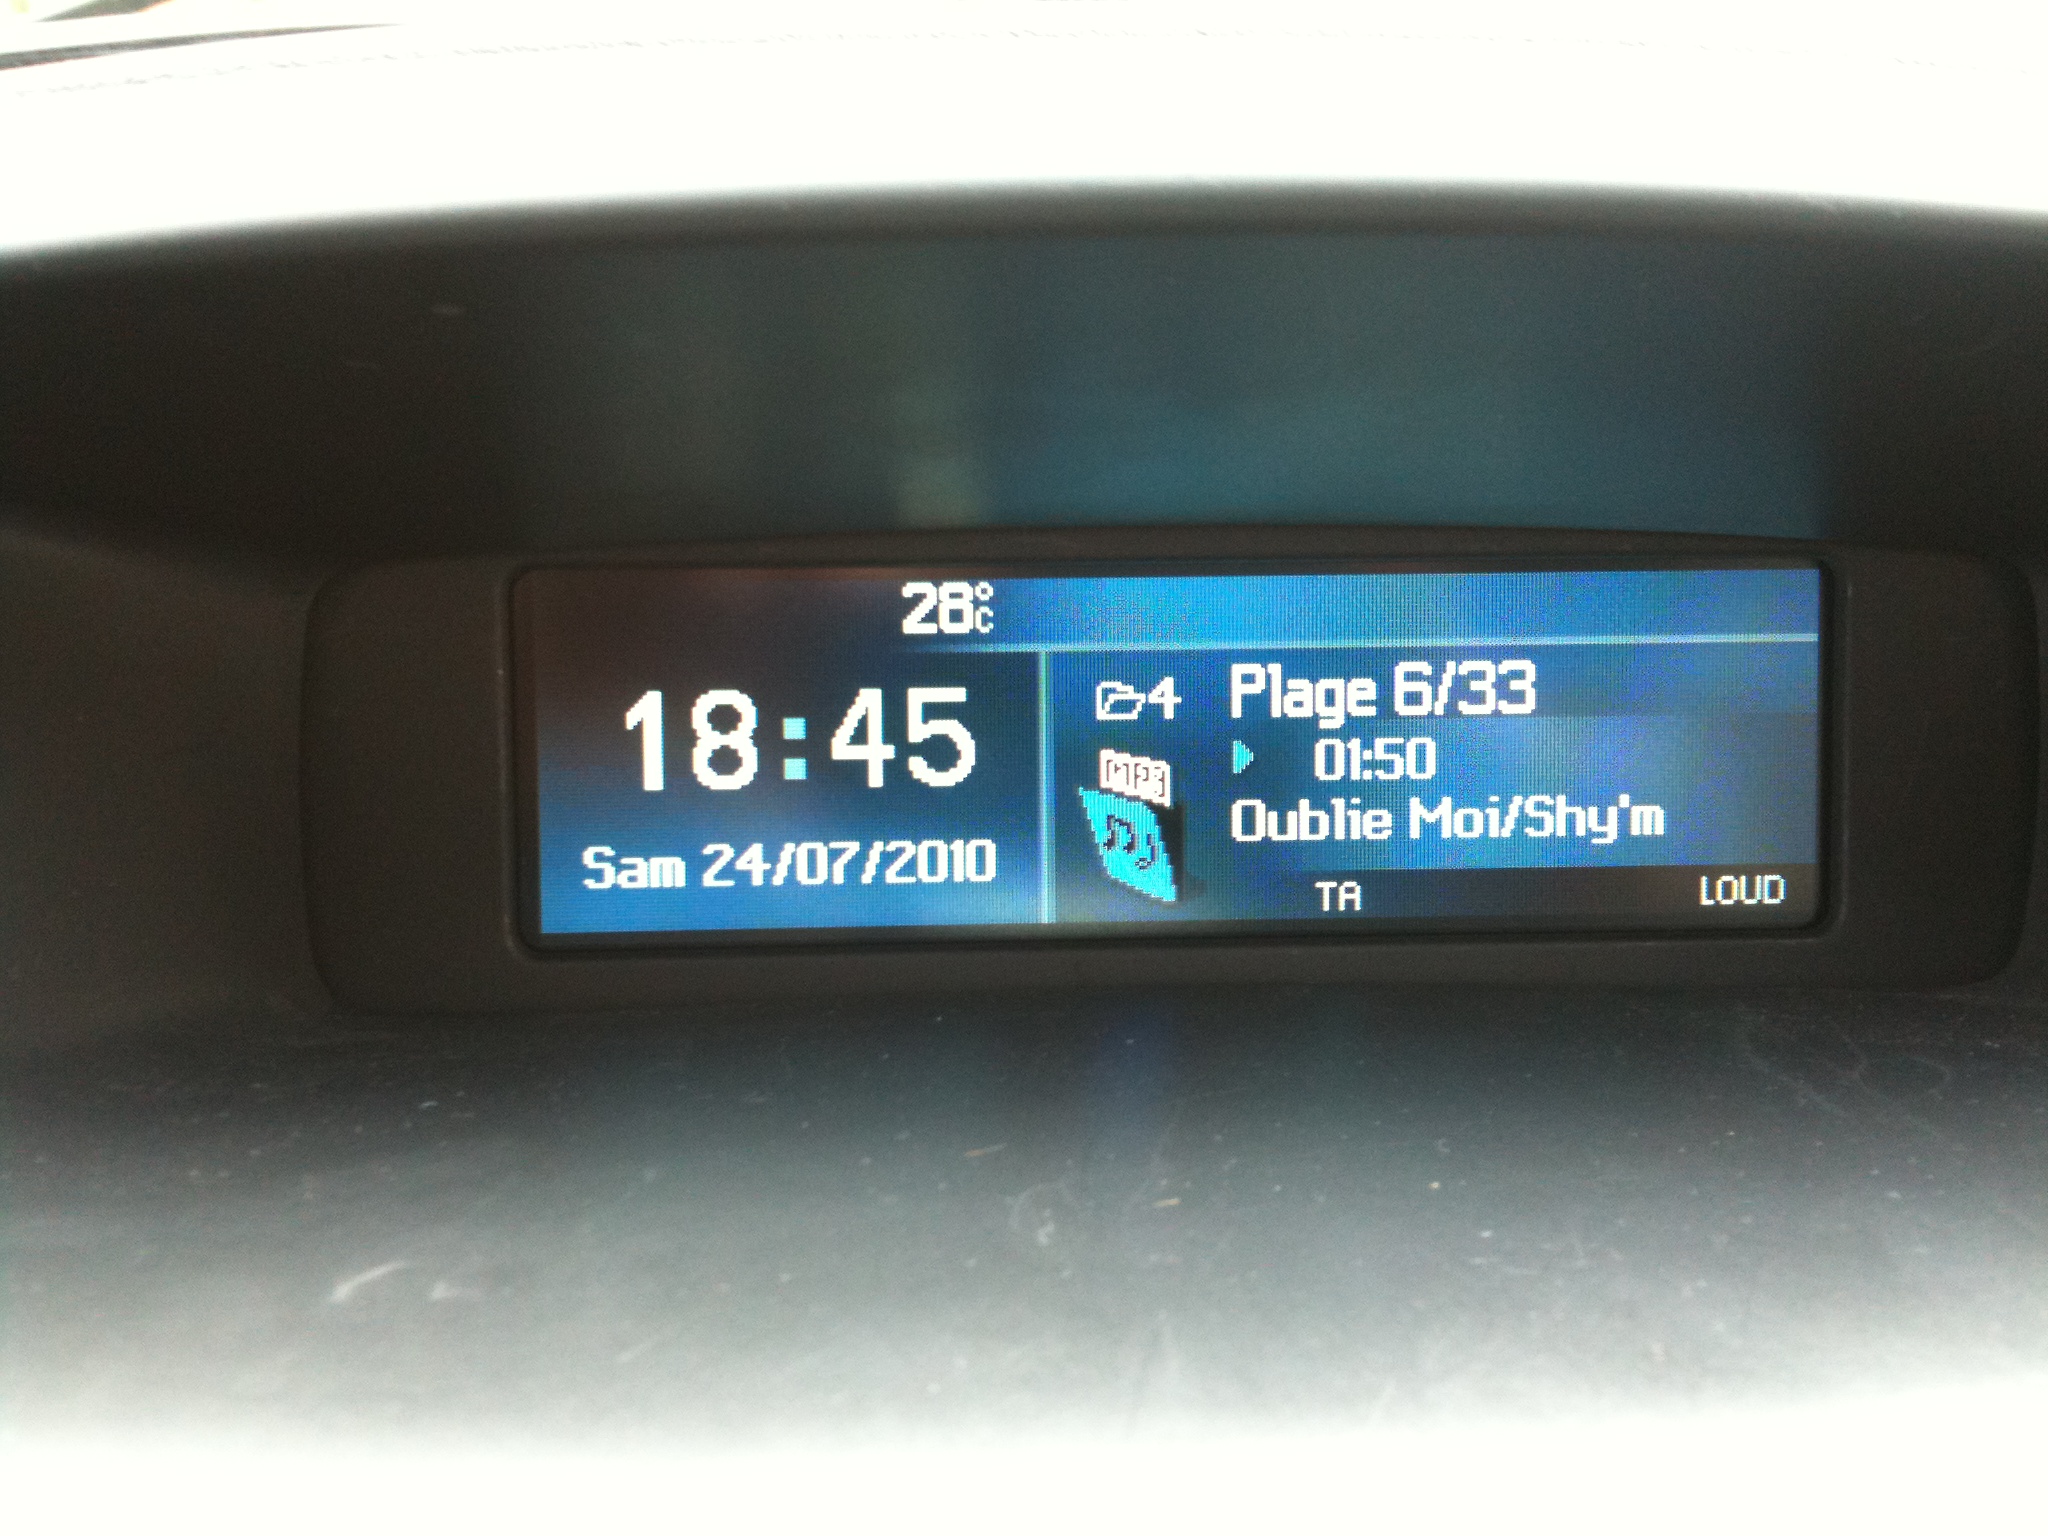 28°C
18:45
Sam 24/07/2010
4 Plage 6/33
01:50
MP3
Oublie Moi/Shy'm
TA LOUD